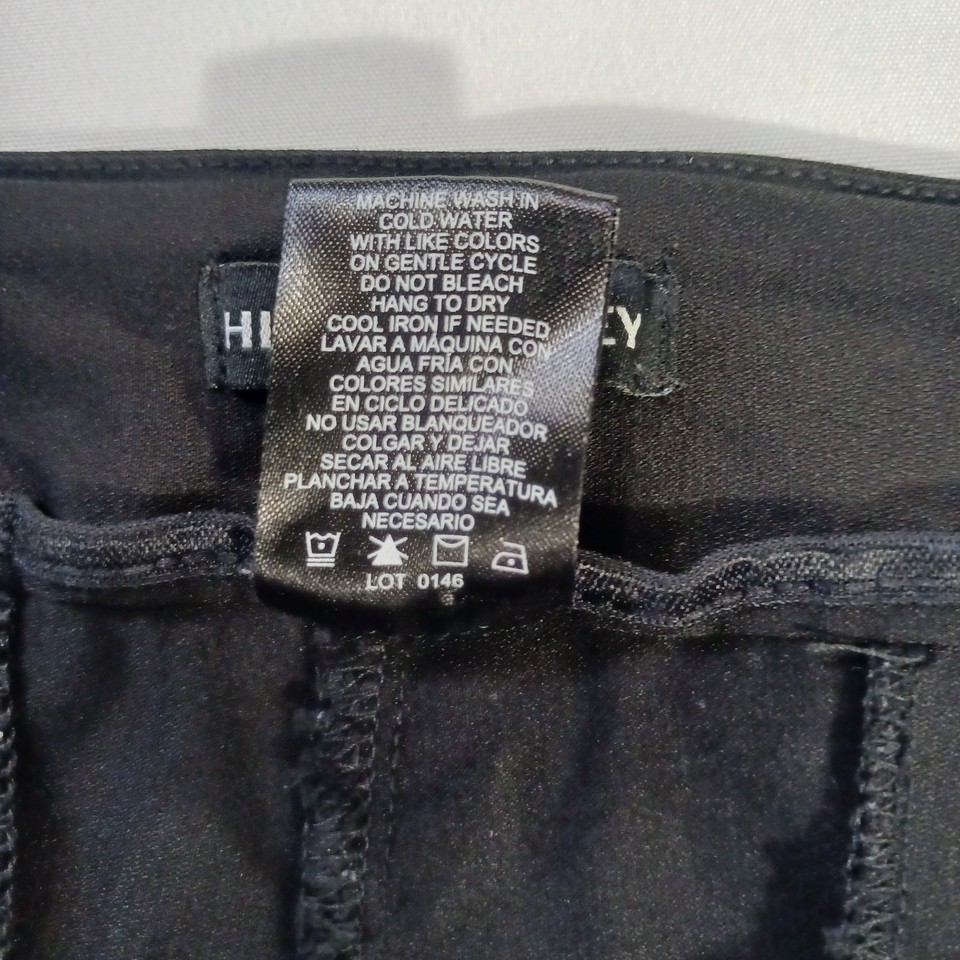 MACHINE WASH IN
COLD WATER
WITH LIKE COLORS
ON GENTLE CYCLE
DO NOT BLEACH
HANG TO DRY
COOL IRON IF NEEDED
LAVAR A MÁQUINA CON
AGUA FRÍA CON
COLORES SIMILARES
EN CICLO DELICADO
NO USAR BLANQUEADOR
COLGAR Y DEJAR
SECAR AL AIRE LIBRE
PLANCHAR A TEMPERATURA
BAJA CUANDO SEA
NECESARIO
LOT 0146